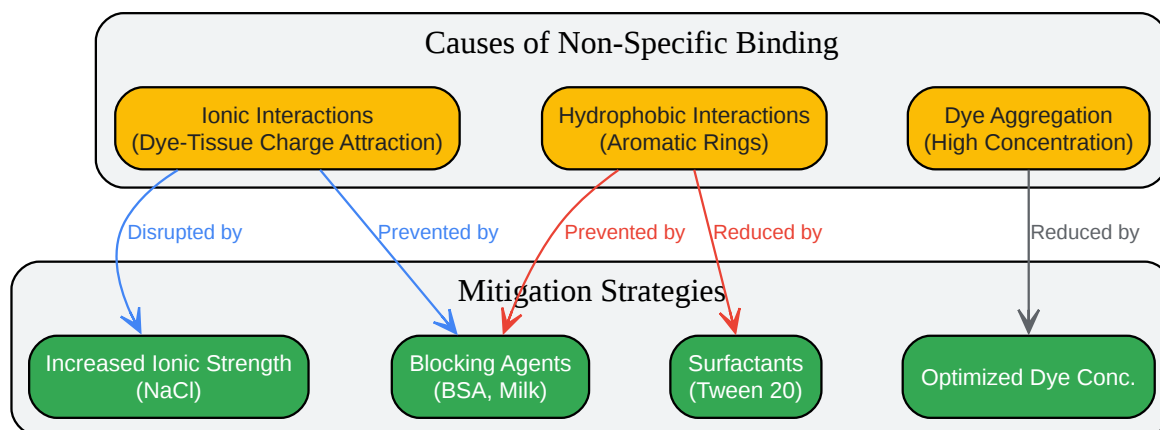 Causes of Non-Specific Binding
Ionic Interactions
(Dye-Tissue Charge Attraction)
Hydrophobic Interactions
(Aromatic Rings)
Dye Aggregation
(High Concentration)
Disrupted by
Prevented by
Prevented by
Reduced by
Reduced by
Mitigation Strategies
Increased Ionic Strength
(NaCl)
Blocking Agents
(BSA, Milk)
Surfactants
(Tween 20)
Optimized Dye Conc.